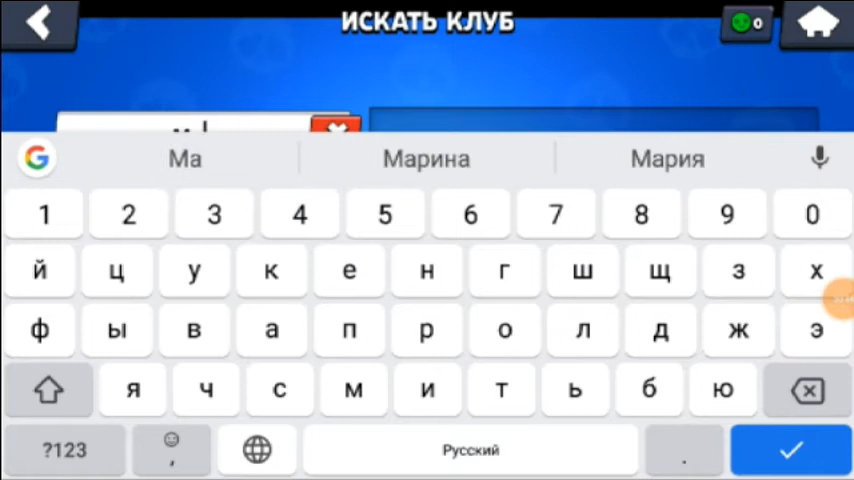 ИСКАТЬ КЛУБ
0
Ма Марина Мария
1 2 3 4 5 6 7 8 9 0
й ц у к е н г ш щ з х
ф ы в а п р о л д ж э
я ч с м и т ь б ю
?123 , Русский .